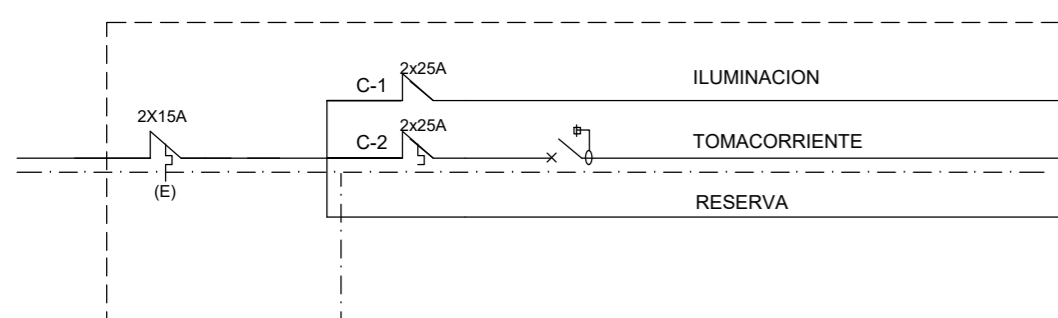 2x25A
C-1
ILUMINACION
2X15A
2x25A
C-2
TOMACORRIENTE
(E)
RESERVA